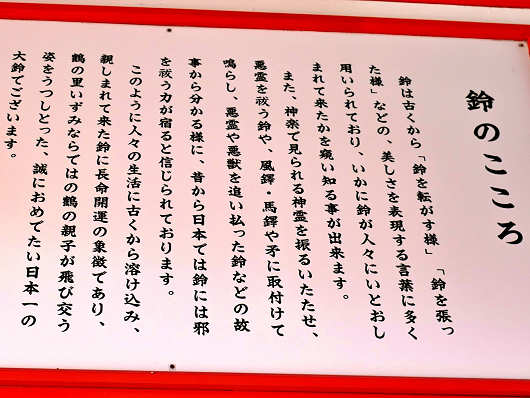 鈴のこころ
鈴は古くから「鈴を転がす様」「鈴を張っ
た様」などの、美しさを表現する言葉に多く
用いられており、いかに鈴が人々にいとおし
まれて来たかを窺い知る事が出来ます。
また、神楽で見られる神霊を振るいたたせ、
悪霊を祓う鈴や、風鐸・馬鐸や矛に取付けて
鳴らし、悪霊や悪獣を追い払った鈴などの故
事から分かる様に、昔から日本では鈴には邪
を祓う力が宿ると信じられております。
このように人々の生活に古くから溶け込み、
親しまれて来た鈴に長命開運の象徴であり、
鶴の里いずみならではの鶴の親子が飛び交う
姿をうつしとった、誠におめでたい日本一の
大鈴でございます。